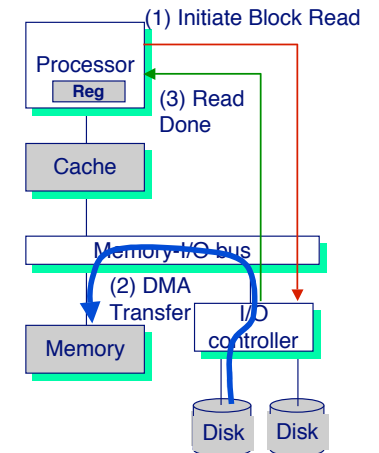 (1) Initiate Block Read
Processor
Reg
(3) Read
Done
Cache
Memory-I/O bus
(2) DMA
Transfer
I/O
controller
Memory
Disk
Disk